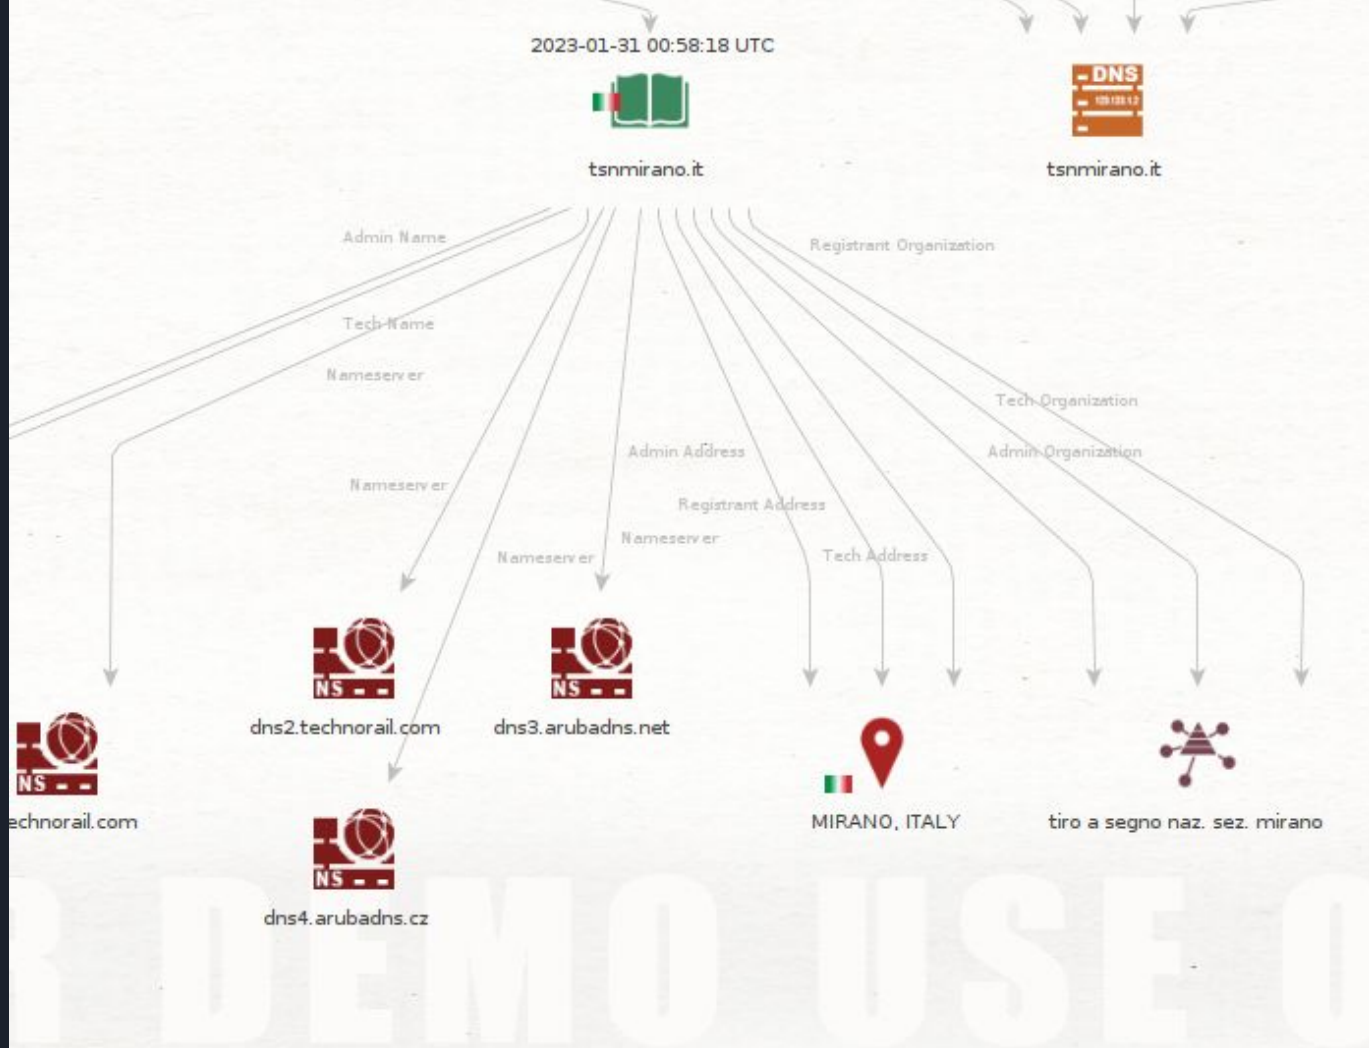 2023-01-31 00:58:18 UTC
DNS
tsnmirano.it
tsnmirano.it
Admin Name
Registrant Organization
Tech Name
Nameserver
Tech Organization
Admin Address
Admin Organization
Nameserver
Registrant Address
Nameserver
Nameserver
Tech Address
NS
NS
dns2.technorail.com
dns3.arubadns.net
NS
echnorail.com
MIRANO, ITALY
tiro a segno naz. sez. mirano
NS
dns4.arubadns.cz
R DEMO USE O